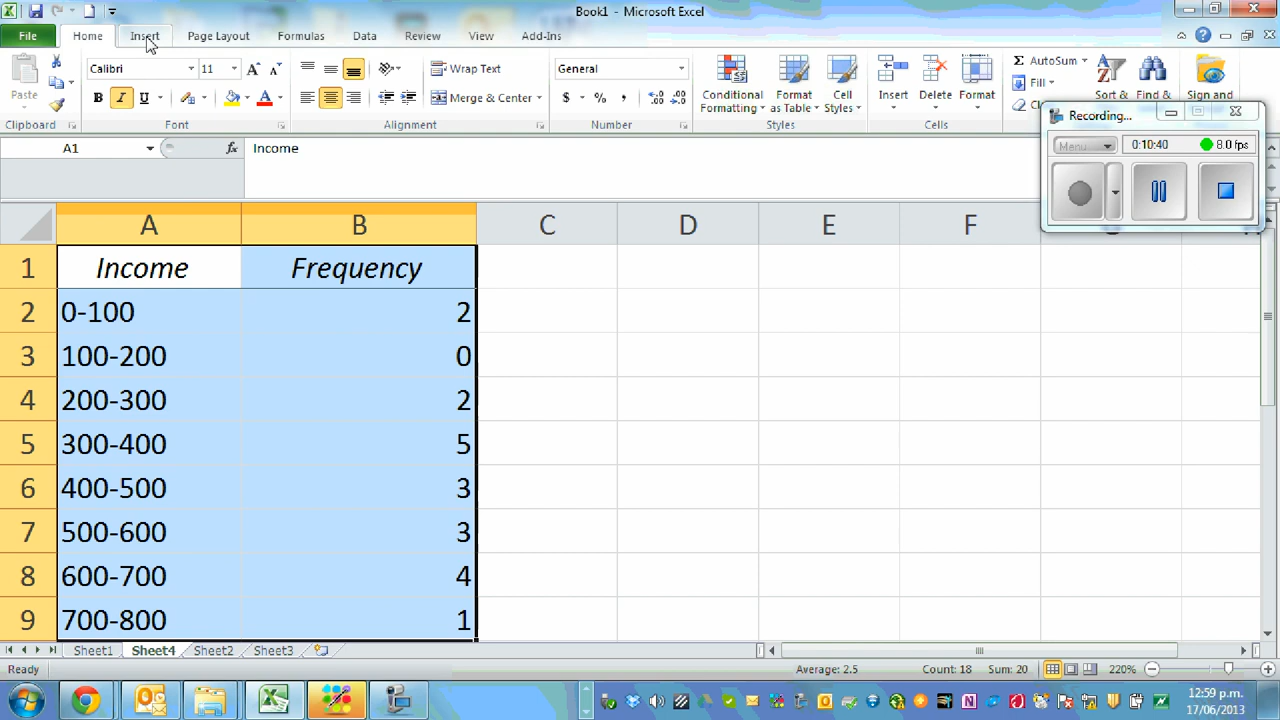 Book1 - Microsoft Excel
File Home Insert Page Layout Formulas Data Review View Add-Ins
Paste
Calibri 11
B I U
Wrap Text
Merge & Center
General
$ % ,
Conditional Formatting
Format as Table
Cell Styles
Insert Delete Format
Σ AutoSum
Fill
Sort &
Find &
Sign and
Clipboard Font Alignment Number Styles Cells
Recording...
Menu 0:10:40 8.0 fps
A1 fx Income
A B C D E F
1 Income Frequency
2 0-100 2
3 100-200 0
4 200-300 2
5 300-400 5
6 400-500 3
7 500-600 3
8 600-700 4
9 700-800 1
Sheet1 Sheet4 Sheet2 Sheet3
Ready Average: 2.5 Count: 18 Sum: 20 220%
12:59 p.m.
17/06/2013